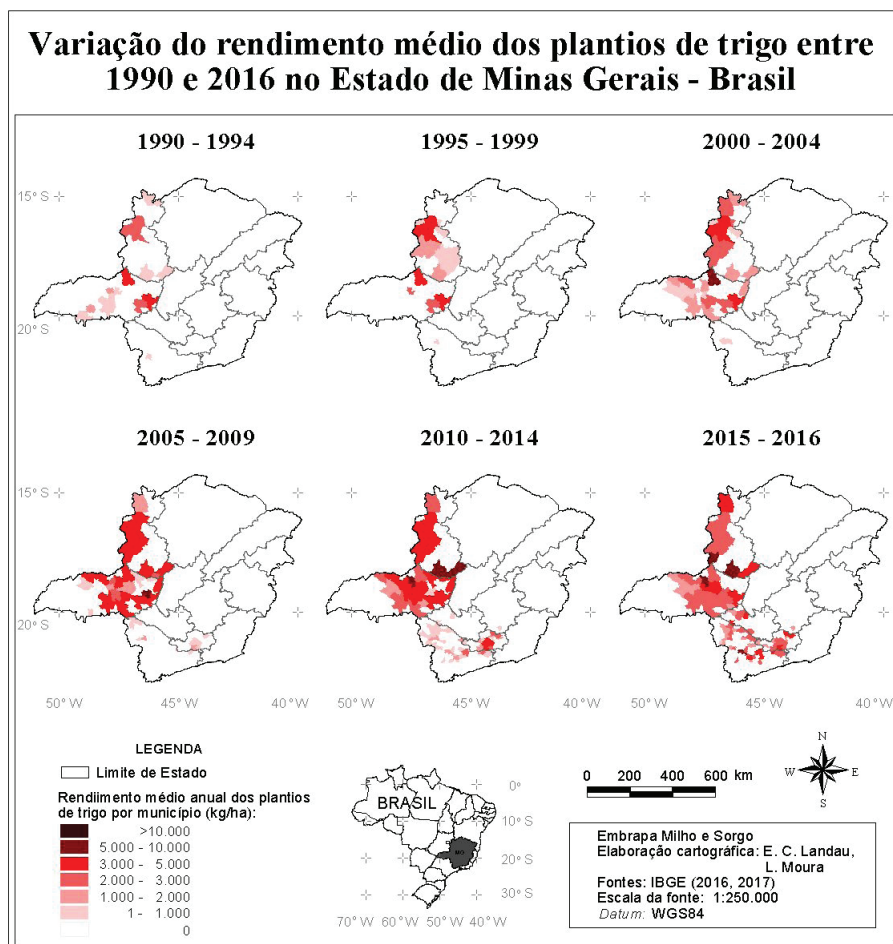 Variação do rendimento médio dos plantios de trigo entre
1990 e 2016 no Estado de Minas Gerais - Brasil
1990 - 1994
1995 - 1999
2000 - 2004
15° S
20° S
2005 - 2009
2010 - 2014
2015 - 2016
15° S
20° S
50° W
45° W
40° W
50° W
45° W
40° W
50° W
45° W
40° W
LEGENDA
Limite de Estado
Rendiimento médio anual dos plantios
de trigo por município (kg/ha):
>10.000
5.000 - 10.000
3.000 - 5.000
2.000 - 3.000
1.000 - 2.000
1 - 1.000
0
BRASIL
MG
0°
10° S
20° S
30° S
70° W
60° W
50° W
40° W
0 200 400 600 km
N
W E
S
Embrapa Milho e Sorgo
Elaboração cartográfica: E. C. Landau,
L. Moura
Fontes: IBGE (2016, 2017)
Escala da fonte: 1:250.000
Datum: WGS84